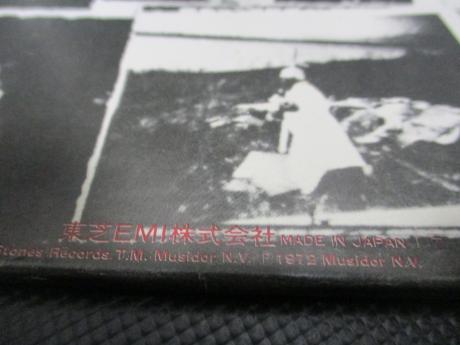 東芝EMI株式会社 MADE IN JAPAN
Stones Records T.M. Musidor N.V. P 1972 Musidor N.V.